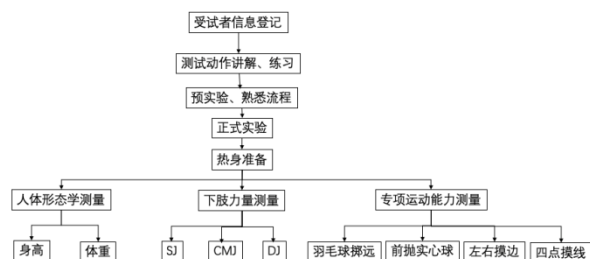 受试者信息登记
测试动作讲解、练习
预实验、熟悉流程
正式实验
热身准备
人体形态学测量
下肢力量测量
专项运动能力测量
身高
体重
SJ
CMJ
DJ
羽毛球掷远
前抛实心球
左右摸边
四点摸线